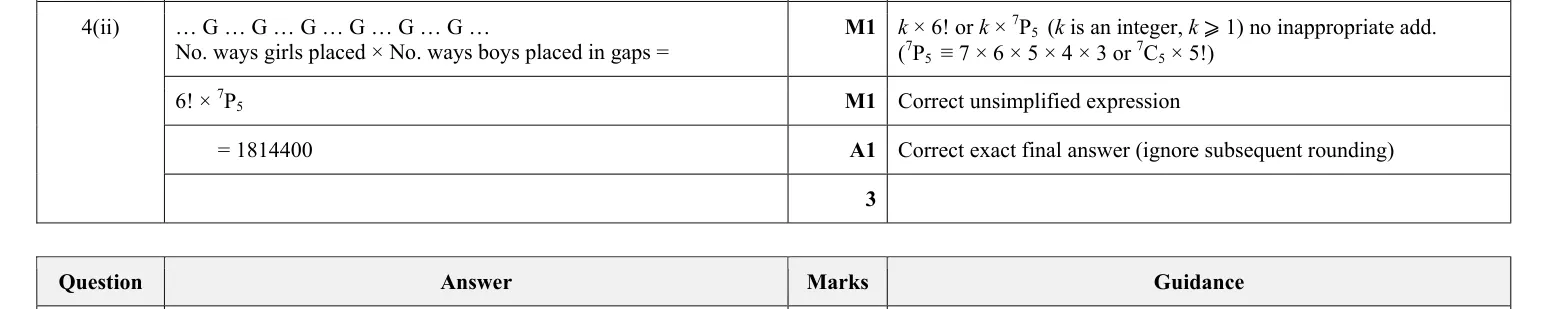 4(ii) … G … G … G … G … G … G … M1 k × 6! or k × ⁷P₅ (k is an integer, k ⩾ 1) no inappropriate add.
No. ways girls placed × No. ways boys placed in gaps = (⁷P₅ ≡ 7 × 6 × 5 × 4 × 3 or ⁷C₅ × 5!)
6! × ⁷P₅ M1 Correct unsimplified expression
= 1814400 A1 Correct exact final answer (ignore subsequent rounding)
3
Question Answer Marks Guidance